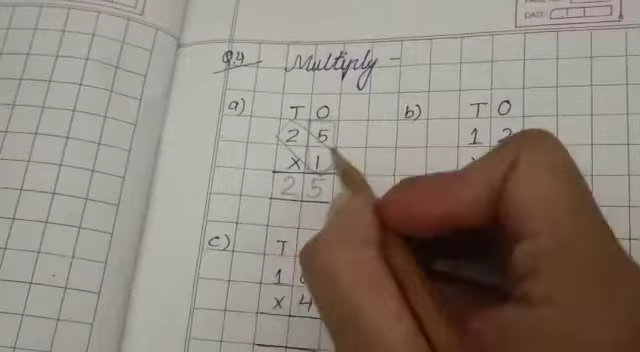 DATE
Q.4 Multiply -
a) T O b) T O
2 5 1
x 1
2 5
c) T
1
x 4